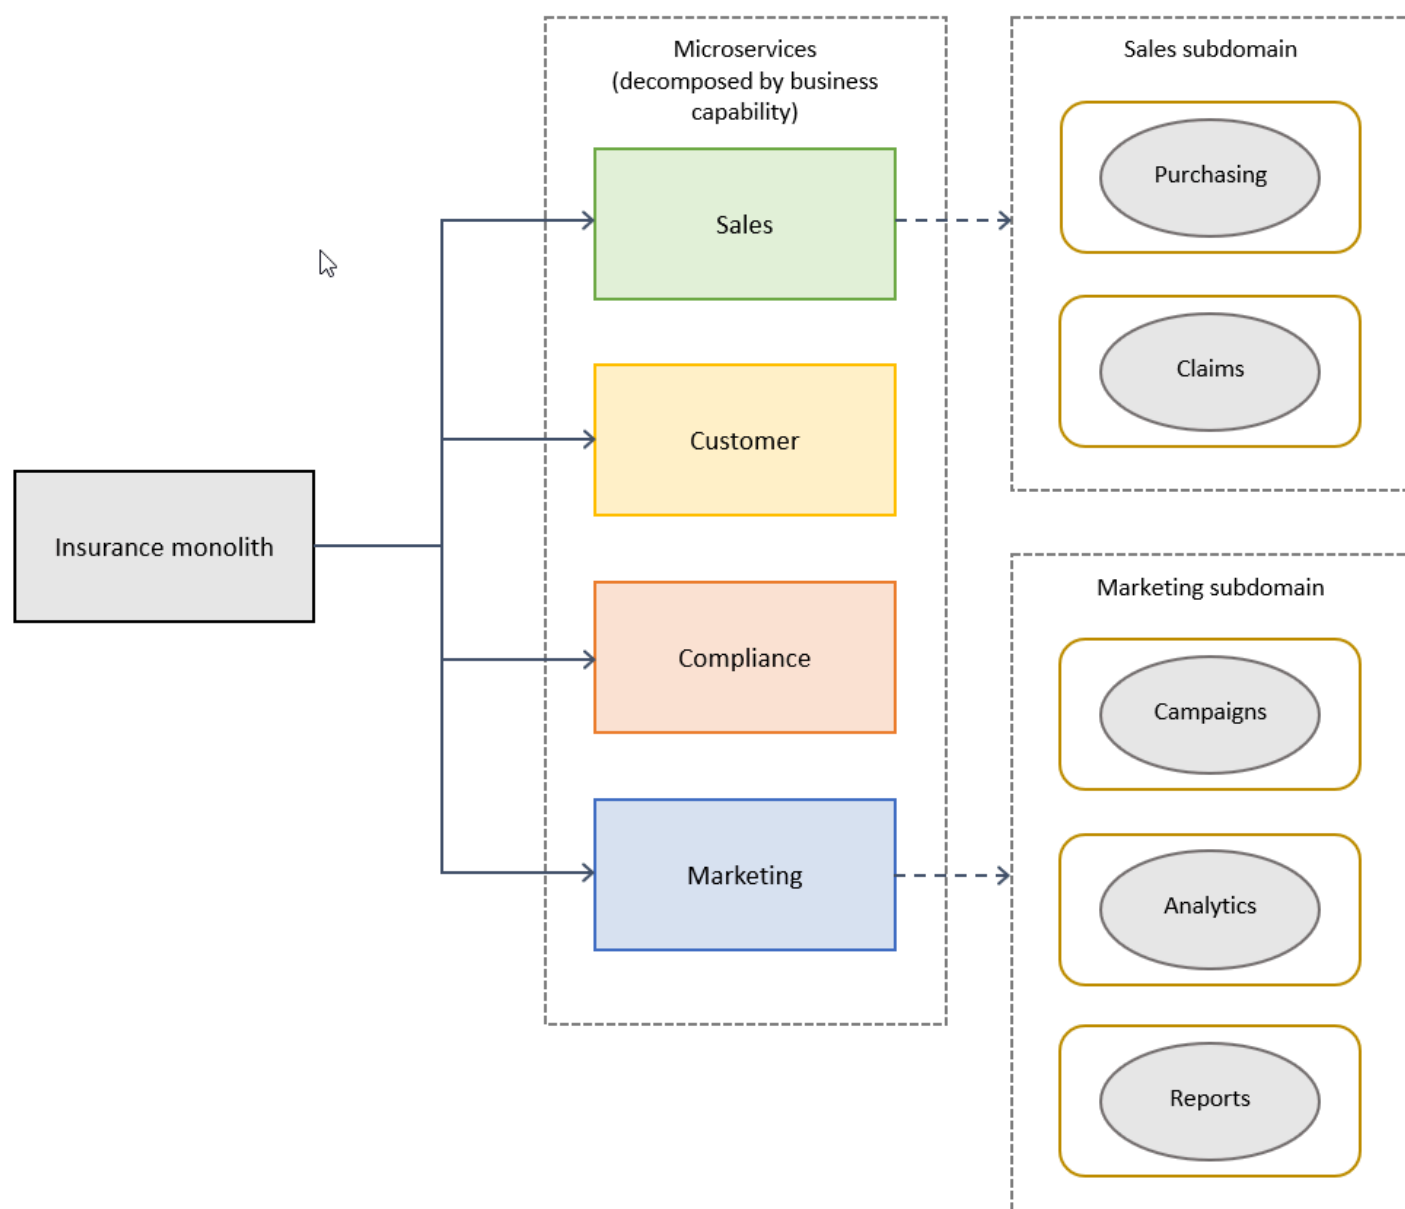 Microservices
(decomposed by business
capability)
Sales
Customer
Compliance
Marketing
Insurance monolith
Sales subdomain
Purchasing
Claims
Marketing subdomain
Campaigns
Analytics
Reports